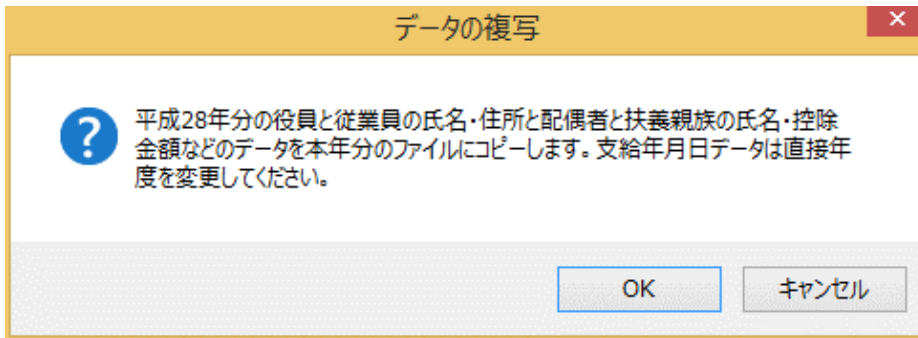 データの複写
平成28年分の役員と従業員の氏名・住所と配偶者と扶義親族の氏名・控除
金額などのデータを本年分のファイルにコピーします。支給年月日データは直接年
度を変更してください。
OK
キャンセル